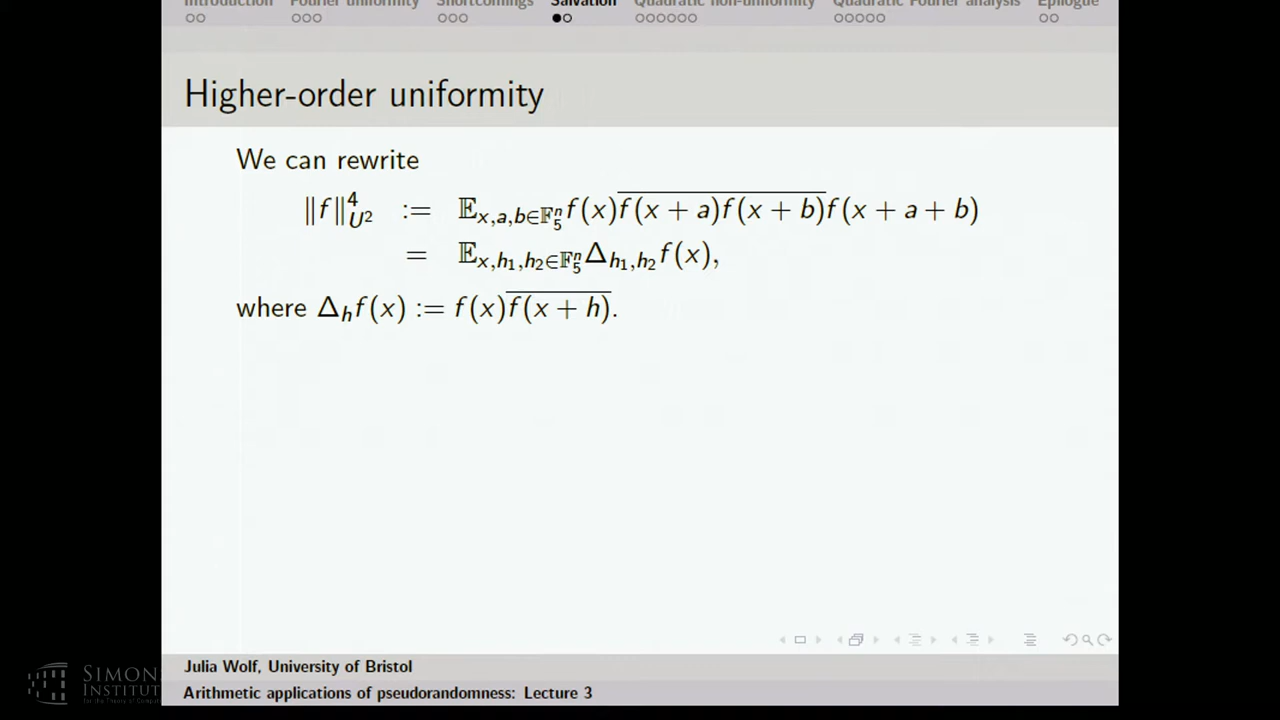 Introduction Fourier uniformity Shortcomings Salvation Quadratic non-uniformity Quadratic Fourier analysis Epilogue
Higher-order uniformity
We can rewrite
‖f‖⁴_{U²} := 𝔼_{x,a,b∈𝔽₅ⁿ} f(x)\overline{f(x + a)f(x + b)}f(x + a + b)
= 𝔼_{x,h₁,h₂∈𝔽₅ⁿ} Δ_{h₁,h₂} f(x),
where Δ_h f(x) := f(x)\overline{f(x + h)}.
Julia Wolf, University of Bristol
Arithmetic applications of pseudorandomness: Lecture 3
SIMONS
INSTITUTE